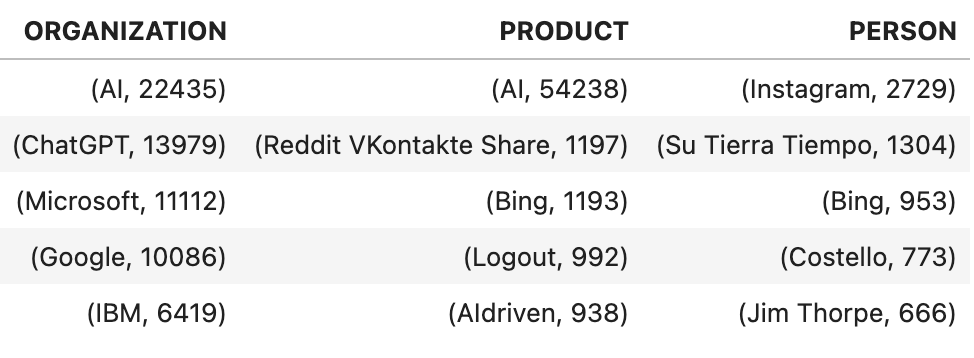 ORGANIZATION PRODUCT PERSON
(AI, 22435) (AI, 54238) (Instagram, 2729)
(ChatGPT, 13979) (Reddit VKontakte Share, 1197) (Su Tierra Tiempo, 1304)
(Microsoft, 11112) (Bing, 1193) (Bing, 953)
(Google, 10086) (Logout, 992) (Costello, 773)
(IBM, 6419) (AIdriven, 938) (Jim Thorpe, 666)